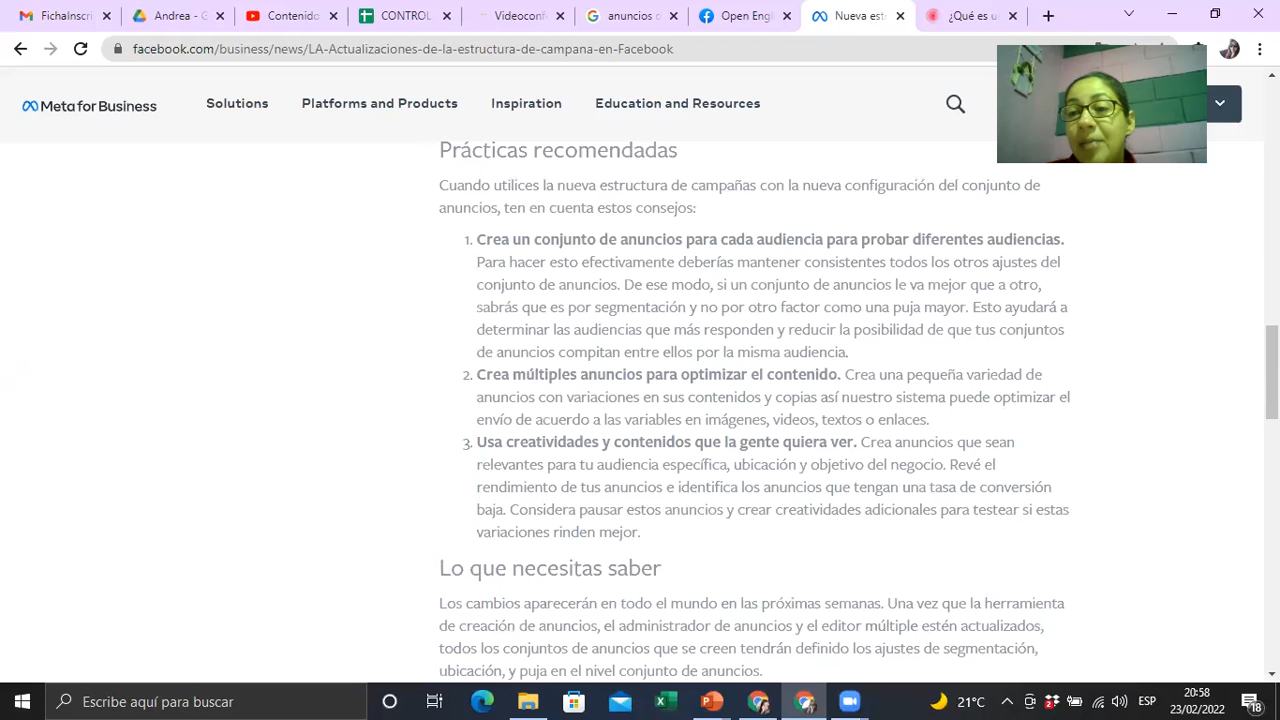 FichaInscri
Andrea - G
Contenido
CONTROL
Videoconf
anuncios d
Open Engl
Nueva est
¿Qué es u
facebook.com/business/news/LA-Actualizaciones-de-la-estructura-de-campana-en-Facebook
Meta for Business
Solutions
Platforms and Products
Inspiration
Education and Resources
Prácticas recomendadas
Cuando utilices la nueva estructura de campañas con la nueva configuración del conjunto de
anuncios, ten en cuenta estos consejos:
1. Crea un conjunto de anuncios para cada audiencia para probar diferentes audiencias.
Para hacer esto efectivamente deberías mantener consistentes todos los otros ajustes del
conjunto de anuncios. De ese modo, si un conjunto de anuncios le va mejor que a otro,
sabrás que es por segmentación y no por otro factor como una puja mayor. Esto ayudará a
determinar las audiencias que más responden y reducir la posibilidad de que tus conjuntos
de anuncios compitan entre ellos por la misma audiencia.
2. Crea múltiples anuncios para optimizar el contenido. Crea una pequeña variedad de
anuncios con variaciones en sus contenidos y copias así nuestro sistema puede optimizar el
envío de acuerdo a las variables en imágenes, videos, textos o enlaces.
3. Usa creatividades y contenidos que la gente quiera ver. Crea anuncios que sean
relevantes para tu audiencia específica, ubicación y objetivo del negocio. Revé el
rendimiento de tus anuncios e identifica los anuncios que tengan una tasa de conversión
baja. Considera pausar estos anuncios y crear creatividades adicionales para testear si estas
variaciones rinden mejor.
Lo que necesitas saber
Los cambios aparecerán en todo el mundo en las próximas semanas. Una vez que la herramienta
de creación de anuncios, el administrador de anuncios y el editor múltiple estén actualizados,
todos los conjuntos de anuncios que se creen tendrán definido los ajustes de segmentación,
ubicación, y puja en el nivel conjunto de anuncios.
Escribe aquí para buscar
21°C
ESP
20:58
23/02/2022
18